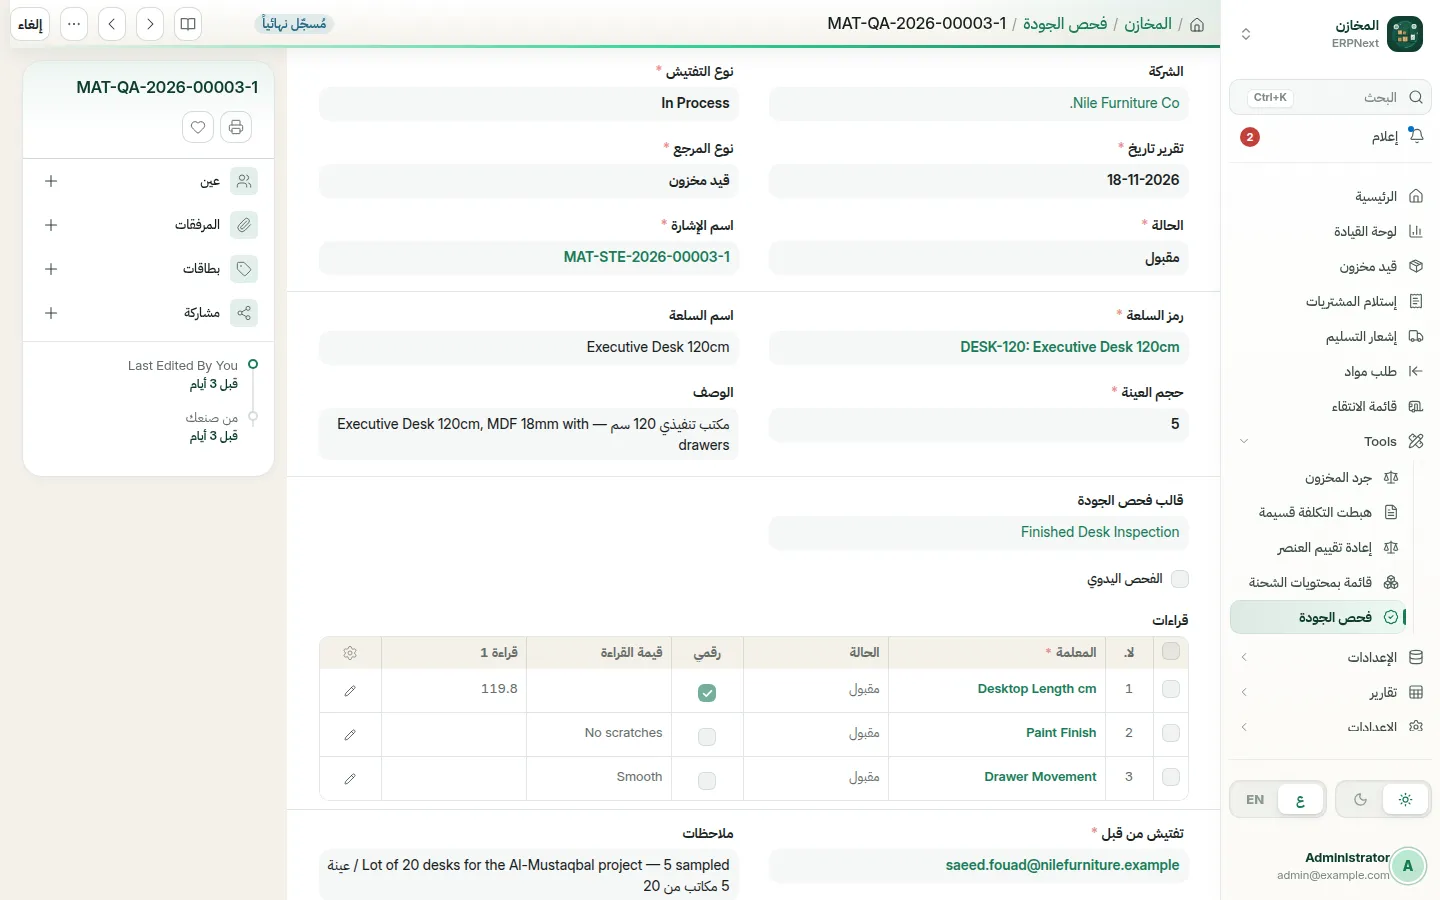 المخازن
ERPNext
البحث
Ctrl+K
إعلام
2
الرئيسية
لوحة القيادة
قيد مخزون
إستلام المشتريات
إشعار التسليم
طلب مواد
قائمة الانتقاء
Tools
جرد المخزون
هبطت التكلفة قسيمة
إعادة تقييم العنصر
قائمة بمحتويات الشحنة
فحص الجودة
الإعدادات
تقارير
الاعدادات
ع
EN
Administrator
admin@example.com
A
المخازن / فحص الجودة / MAT-QA-2026-00003-1
مُسجّل نهائياً
إلغاء
الشركة
Nile Furniture Co.
نوع التفتيش *
In Process
تقرير تاريخ *
18-11-2026
نوع المرجع *
قيد مخزون
الحالة *
مقبول
اسم الإشارة *
MAT-STE-2026-00003-1
رمز السلعة *
DESK-120: Executive Desk 120cm
اسم السلعة
Executive Desk 120cm
حجم العينة *
5
الوصف
مكتب تنفيذي 120 سم — Executive Desk 120cm, MDF 18mm with
drawers
قالب فحص الجودة
Finished Desk Inspection
الفحص اليدوي
قراءات
لا. المعلمة * الحالة رقمي قيمة القراءة قراءة 1
1 Desktop Length cm مقبول 119.8
2 Paint Finish مقبول No scratches
3 Drawer Movement مقبول Smooth
تفتيش من قبل *
saeed.fouad@nilefurniture.example
ملاحظات
Lot of 20 desks for the Al-Mustaqbal project — 5 sampled / عينة
5 مكاتب من 20
MAT-QA-2026-00003-1
عين
المرفقات
بطاقات
مشاركة
Last Edited By You
قبل 3 أيام
من صنعك
قبل 3 أيام